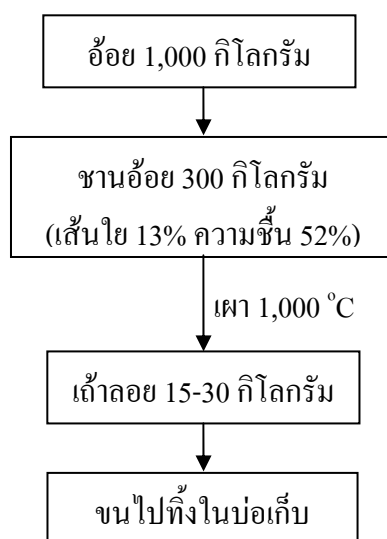 อ้อย 1,000 กิโลกรัม
ชานอ้อย 300 กิโลกรัม
(เส้นใย 13% ความชื้น 52%)
เผา 1,000 °C
เถ้าลอย 15-30 กิโลกรัม
ขนไปทิ้งในบ่อเก็บ